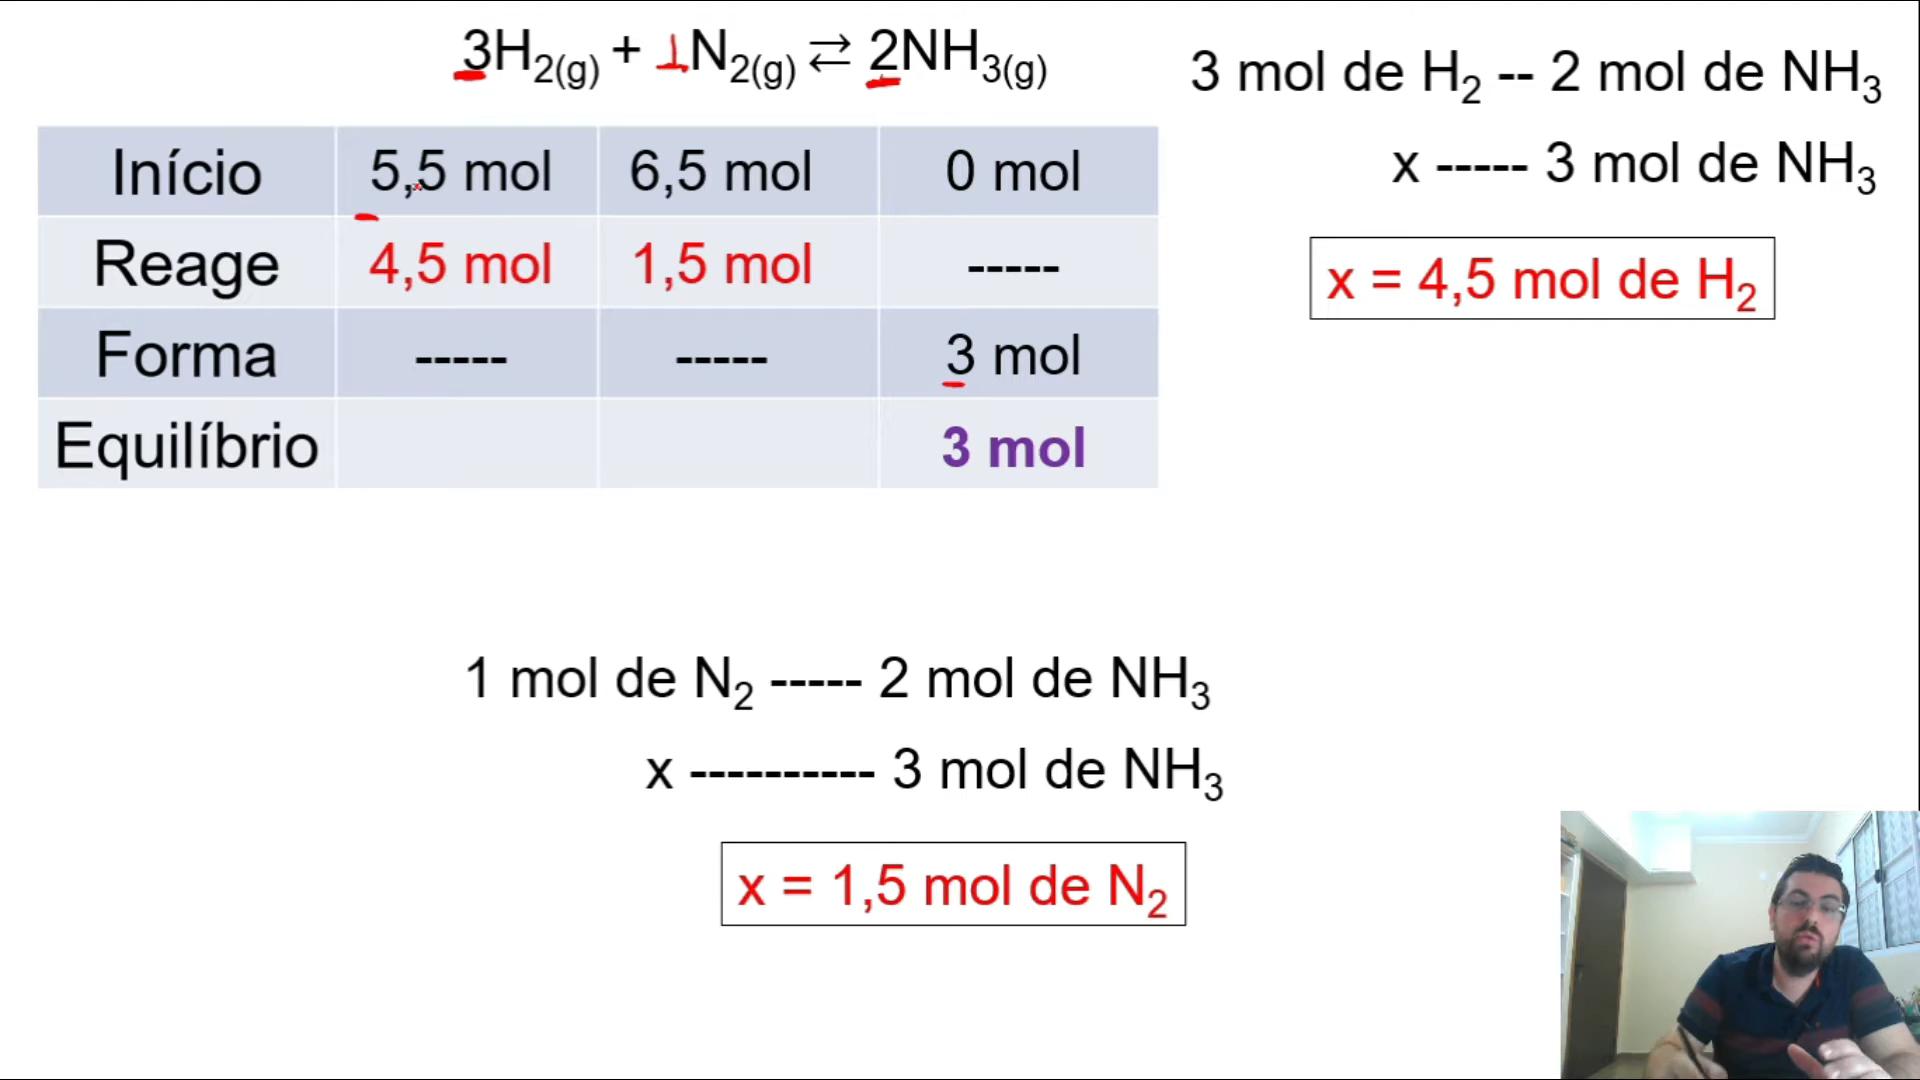 3H₂(g) + 1N₂(g) ⇄ 2NH₃(g)
Início 5,5 mol 6,5 mol 0 mol
Reage 4,5 mol 1,5 mol -----
Forma ----- ----- 3 mol
Equilíbrio 3 mol
3 mol de H₂ -- 2 mol de NH₃
x ----- 3 mol de NH₃
x = 4,5 mol de H₂
1 mol de N₂ ----- 2 mol de NH₃
x ---------- 3 mol de NH₃
x = 1,5 mol de N₂